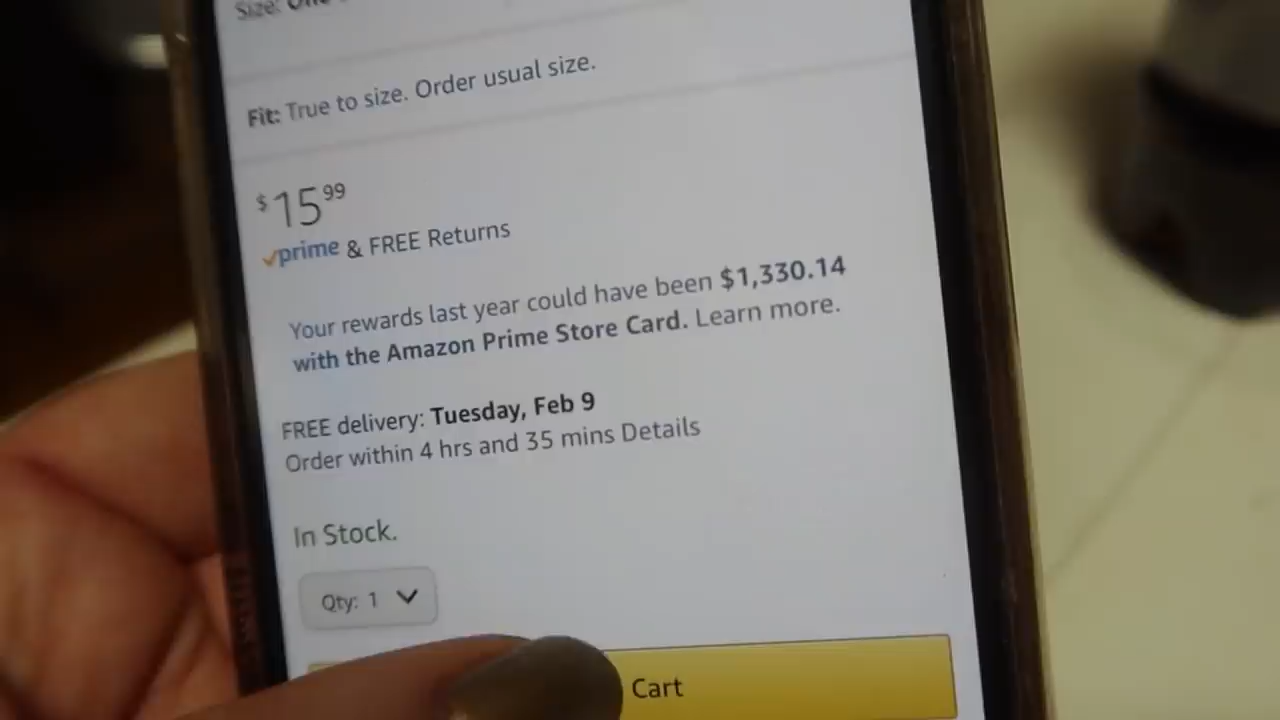 Size: One
Fit: True to size. Order usual size.
$15 99
prime & FREE Returns
Your rewards last year could have been $1,330.14
with the Amazon Prime Store Card. Learn more.
FREE delivery: Tuesday, Feb 9
Order within 4 hrs and 35 mins Details
In Stock.
Qty: 1
Cart